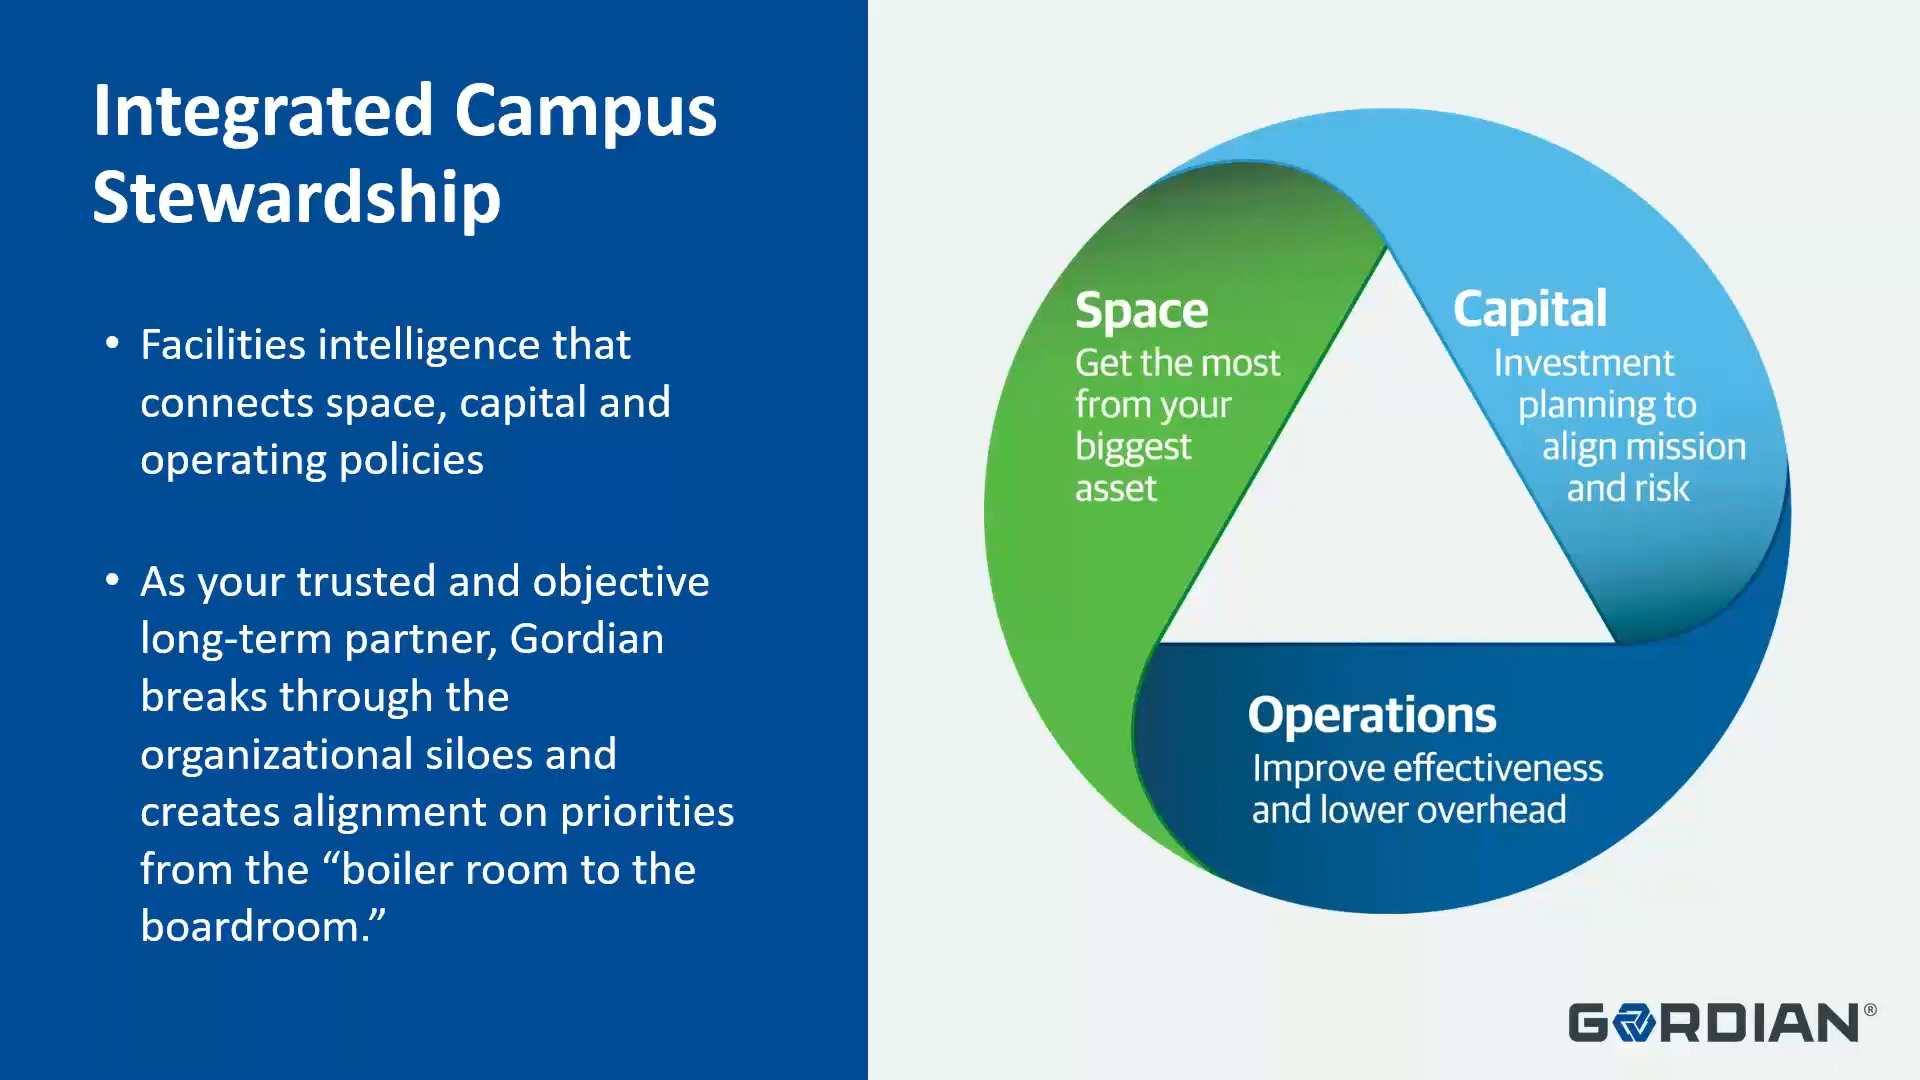 Integrated Campus
Stewardship
• Facilities intelligence that
connects space, capital and
operating policies
• As your trusted and objective
long-term partner, Gordian
breaks through the
organizational siloes and
creates alignment on priorities
from the “boiler room to the
boardroom.”
Space
Get the most
from your
biggest
asset
Capital
Investment
planning to
align mission
and risk
Operations
Improve effectiveness
and lower overhead
GORDIAN®